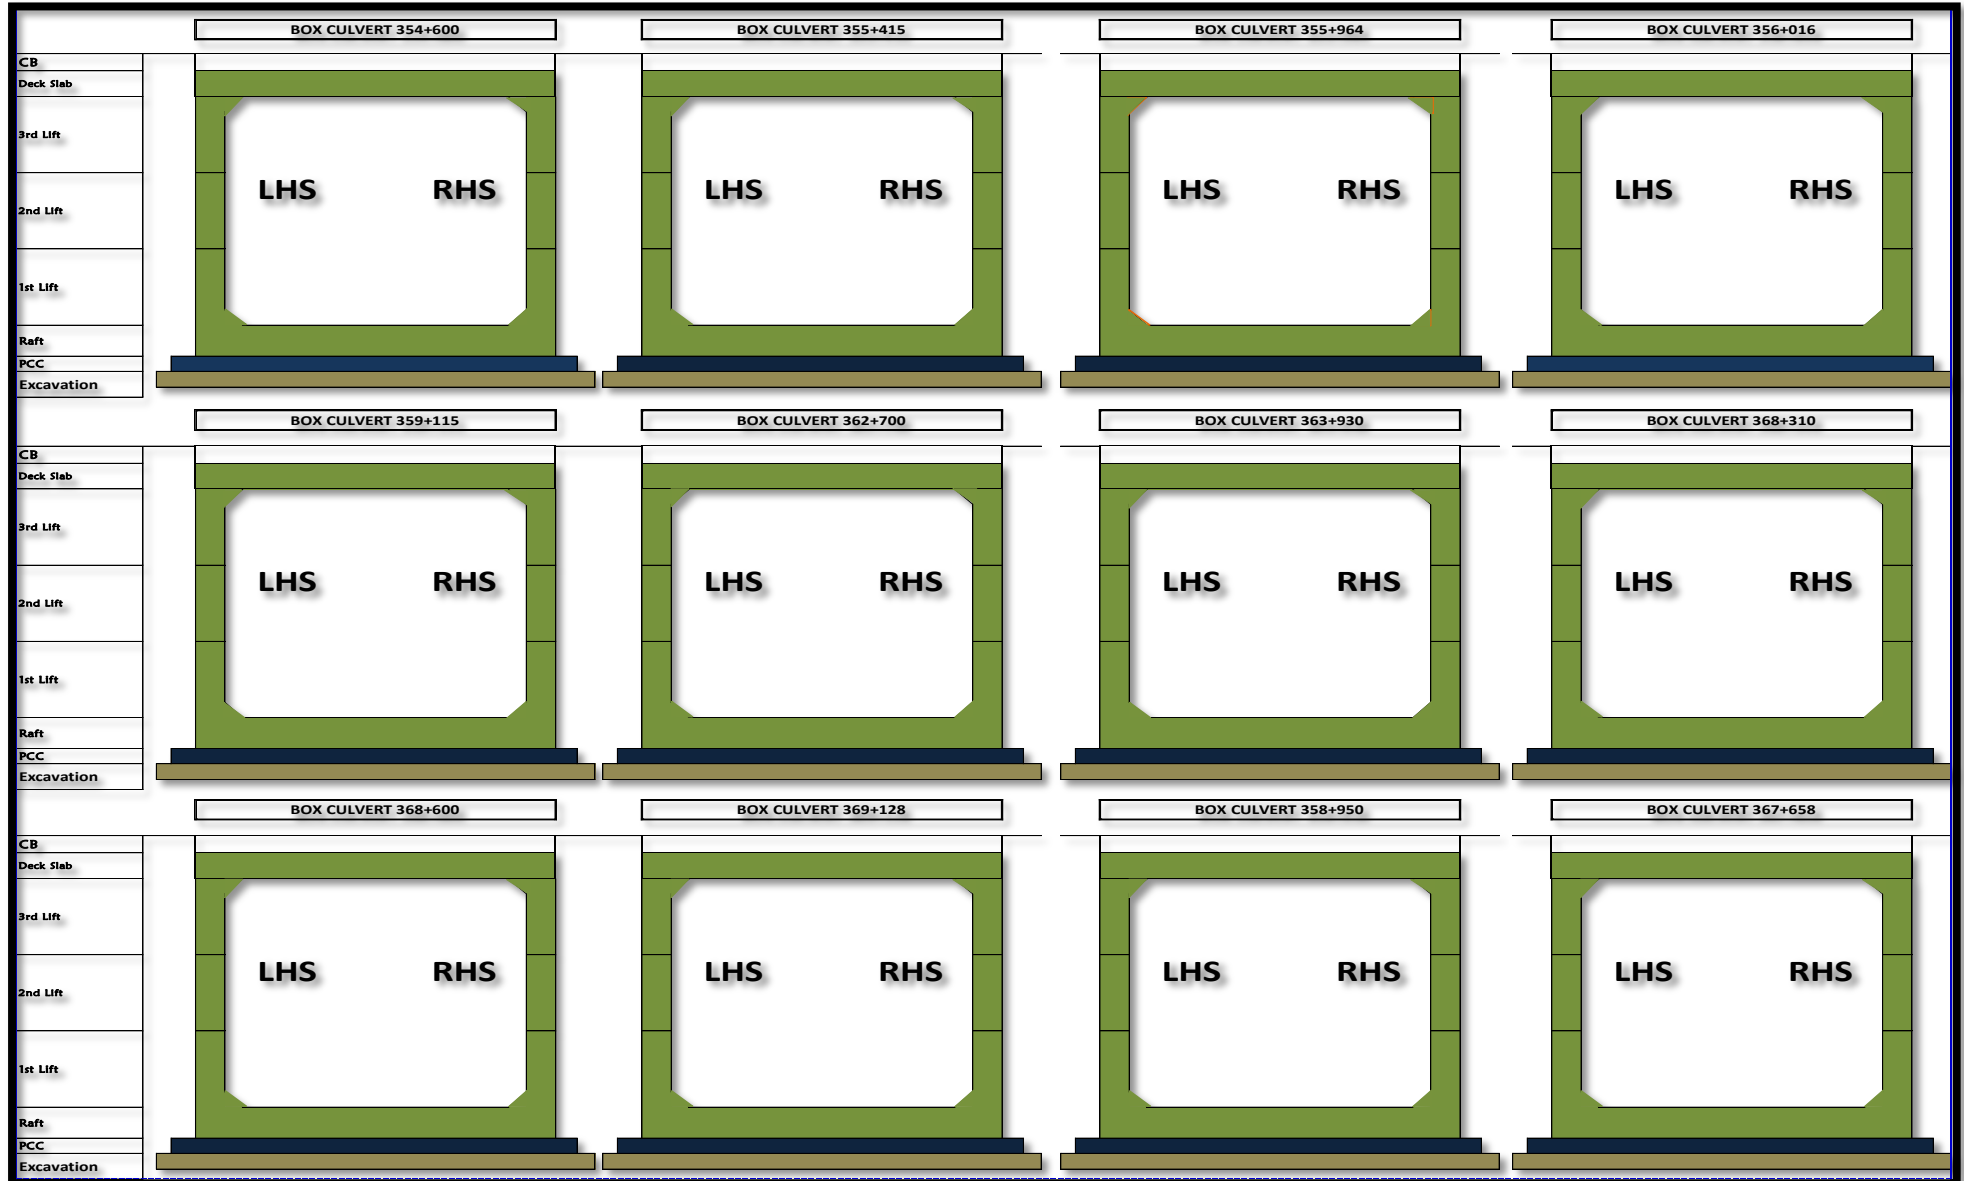 BOX CULVERT 354+600 BOX CULVERT 355+415 BOX CULVERT 355+964 BOX CULVERT 356+016
CB
Deck Slab
3rd Lift
LHS RHS LHS RHS LHS RHS LHS RHS
2nd Lift
1st Lift
Raft
PCC
Excavation
BOX CULVERT 359+115 BOX CULVERT 362+700 BOX CULVERT 363+930 BOX CULVERT 368+310
CB
Deck Slab
3rd Lift
LHS RHS LHS RHS LHS RHS LHS RHS
2nd Lift
1st Lift
Raft
PCC
Excavation
BOX CULVERT 368+600 BOX CULVERT 369+128 BOX CULVERT 358+950 BOX CULVERT 367+658
CB
Deck Slab
3rd Lift
LHS RHS LHS RHS LHS RHS LHS RHS
2nd Lift
1st Lift
Raft
PCC
Excavation